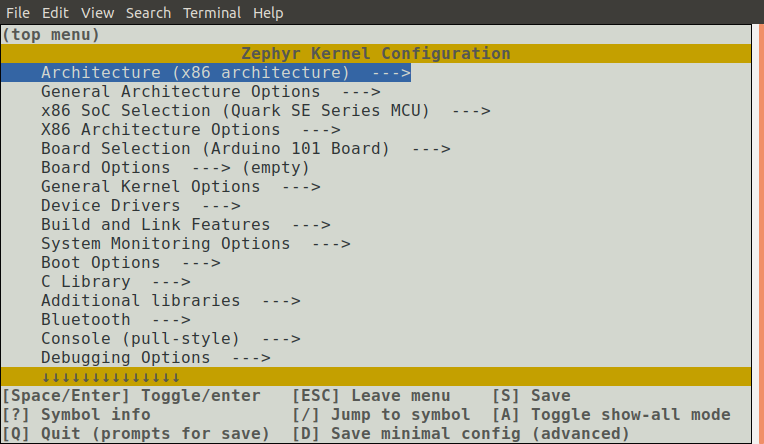 File Edit View Search Terminal Help
(top menu)
Zephyr Kernel Configuration
Architecture (x86 architecture)  --->
General Architecture Options  --->
x86 SoC Selection (Quark SE Series MCU)  --->
X86 Architecture Options  --->
Board Selection (Arduino 101 Board)  --->
Board Options  ---> (empty)
General Kernel Options  --->
Device Drivers  --->
Build and Link Features  --->
System Monitoring Options  --->
Boot Options  --->
C Library  --->
Additional libraries  --->
Bluetooth  --->
Console (pull-style)  --->
Debugging Options  --->
↓↓↓↓↓↓↓↓↓↓↓↓↓↓
[Space/Enter] Toggle/enter   [ESC] Leave menu    [S] Save
[?] Symbol info              [/] Jump to symbol  [A] Toggle show-all mode
[Q] Quit (prompts for save)  [D] Save minimal config (advanced)